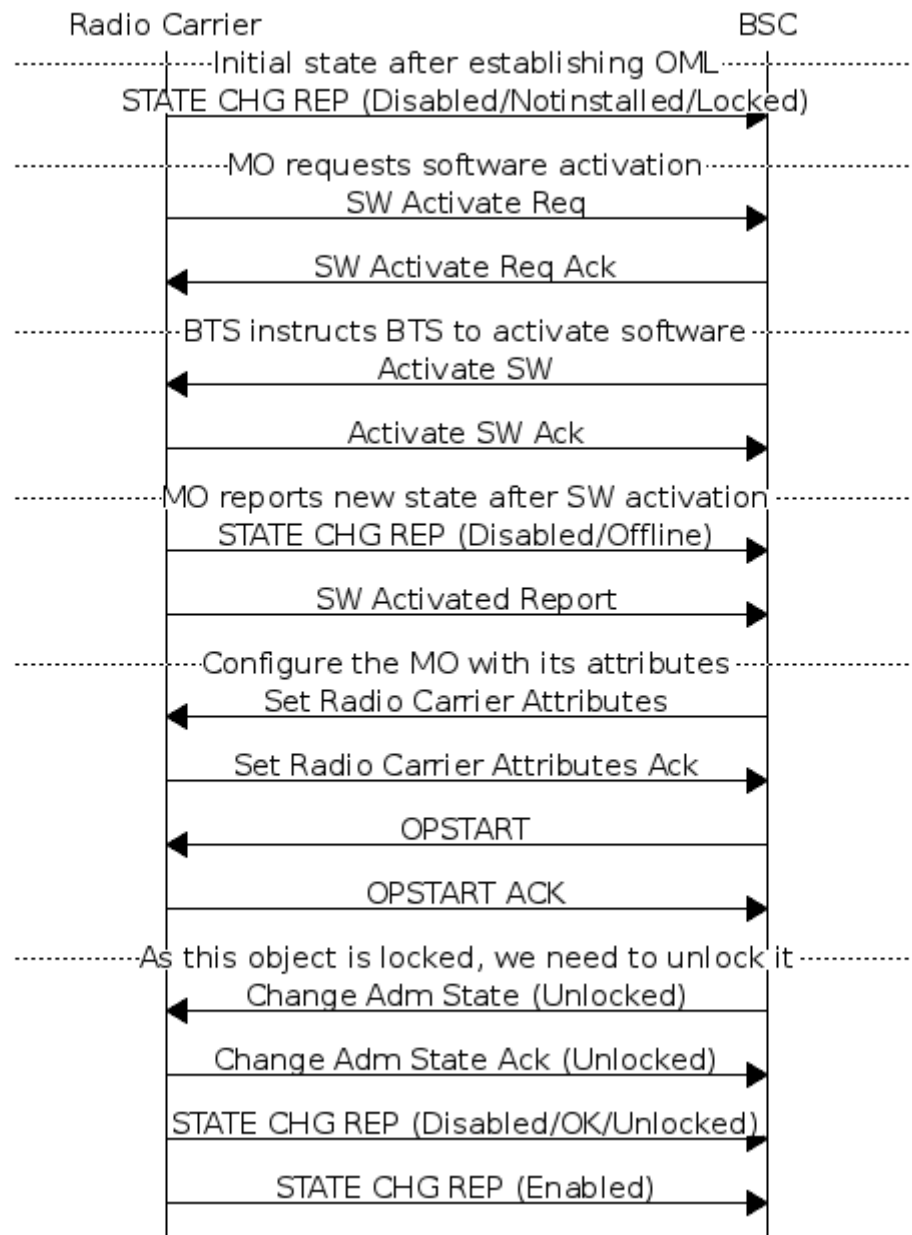 Radio Carrier BSC
Initial state after establishing OML
STATE CHG REP (Disabled/Notinstalled/Locked)
MO requests software activation
SW Activate Req
SW Activate Req Ack
BTS instructs BTS to activate software
Activate SW
Activate SW Ack
MO reports new state after SW activation
STATE CHG REP (Disabled/Offline)
SW Activated Report
Configure the MO with its attributes
Set Radio Carrier Attributes
Set Radio Carrier Attributes Ack
OPSTART
OPSTART ACK
As this object is locked, we need to unlock it
Change Adm State (Unlocked)
Change Adm State Ack (Unlocked)
STATE CHG REP (Disabled/OK/Unlocked)
STATE CHG REP (Enabled)